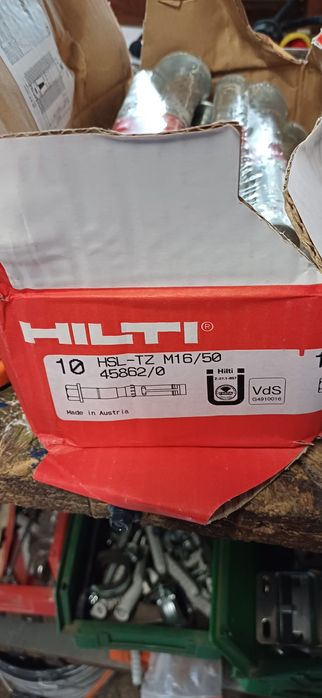 HILTI®
10 HSL-TZ M16/50
45862/0
Made in Austria
Hilti
VdS
G4910016